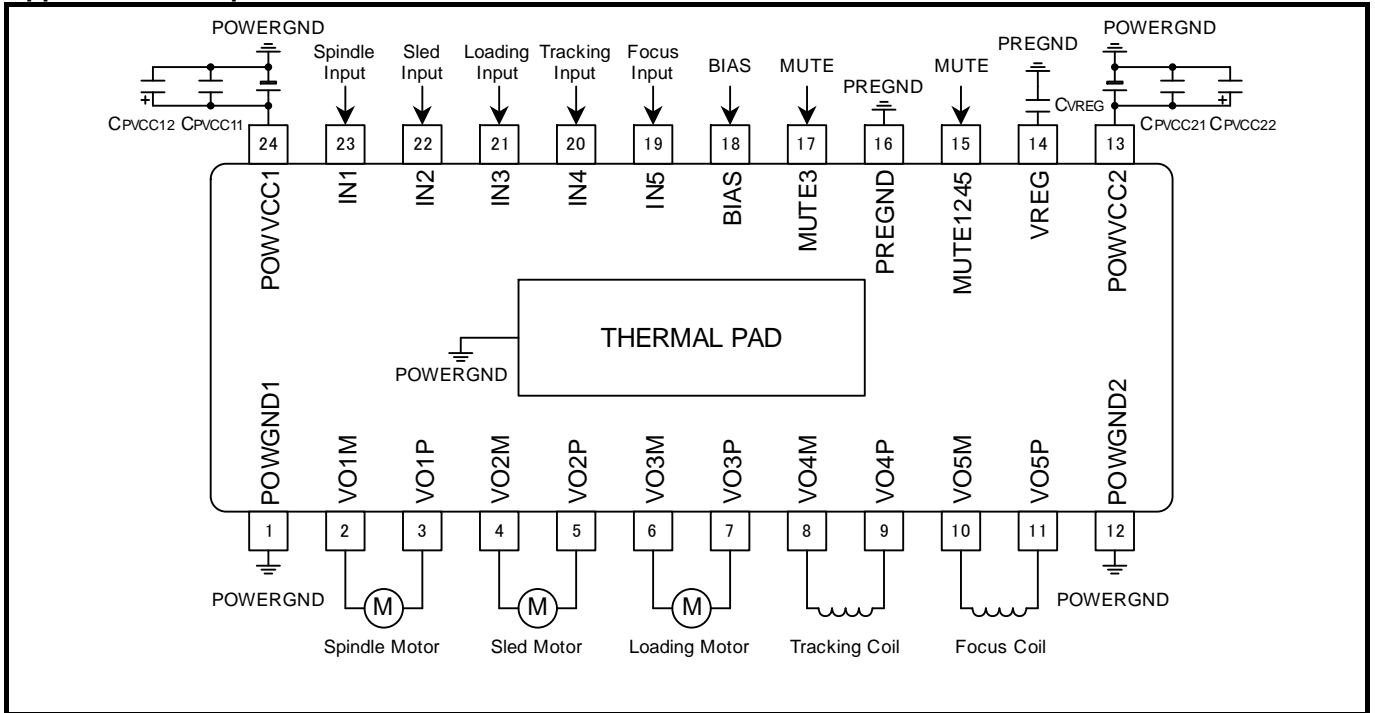 POWERGND
Spindle Input
Sled Input
Loading Input
Tracking Input
Focus Input
BIAS
MUTE
PREGND
MUTE
PREGND
POWERGND
CPVCC12 CPVCC11
CVREG
CPVCC21 CPVCC22
+
+
24 23 22 21 20 19 18 17 16 15 14 13
POWVCC1
IN1
IN2
IN3
IN4
IN5
BIAS
MUTE3
PREGND
MUTE1245
VREG
POWVCC2
THERMAL PAD
POWERGND
POWGND1
VO1M
VO1P
VO2M
VO2P
VO3M
VO3P
VO4M
VO4P
VO5M
VO5P
POWGND2
1 2 3 4 5 6 7 8 9 10 11 12
POWERGND
M
M
M
POWERGND
Spindle Motor
Sled Motor
Loading Motor
Tracking Coil
Focus Coil